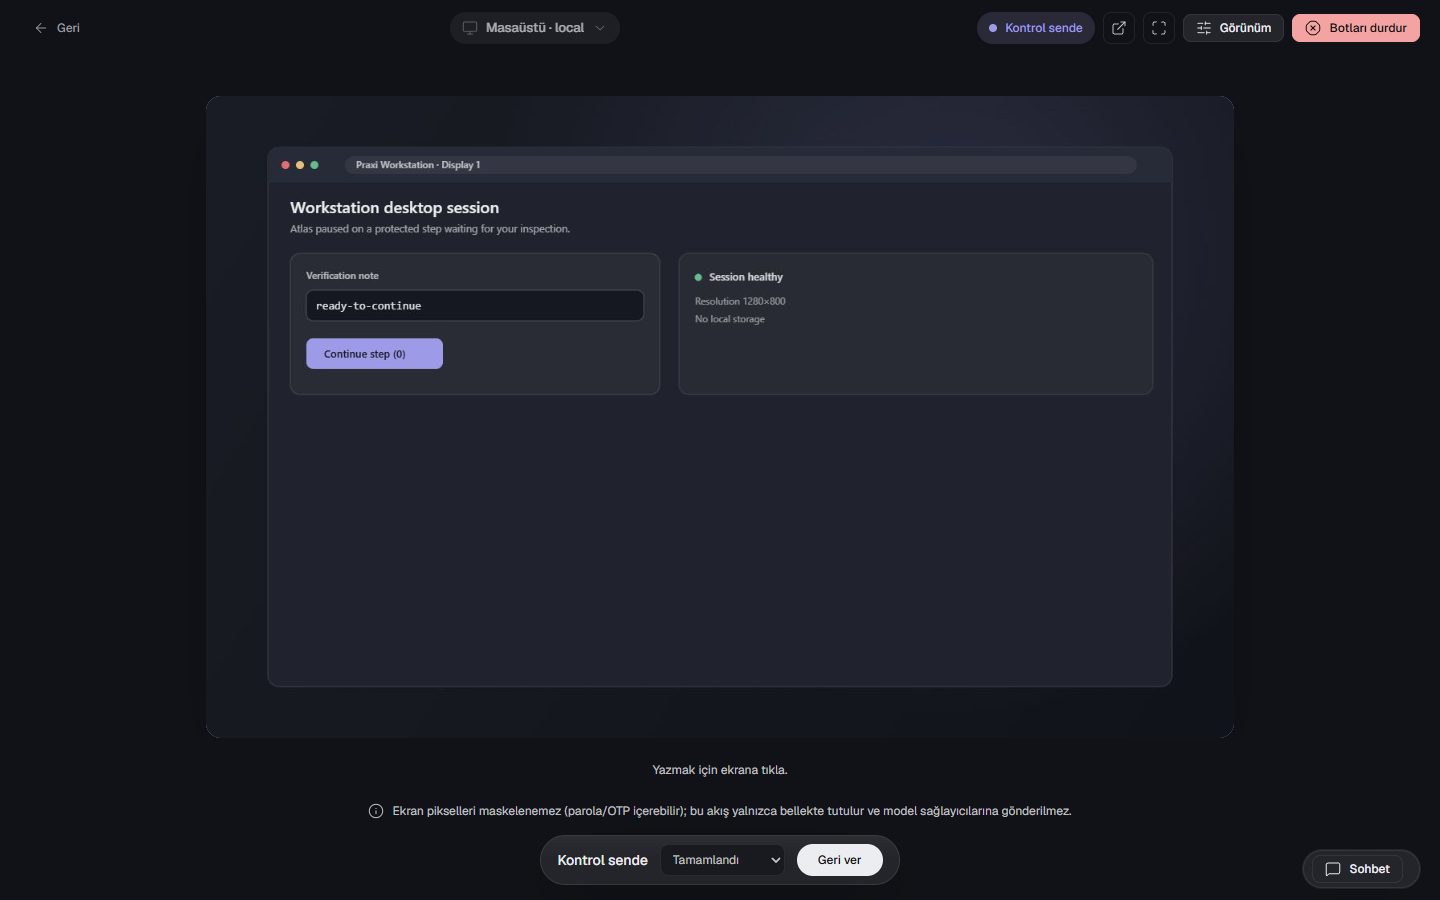 Geri
Masaüstü · local
Kontrol sende
Görünüm
Botları durdur
Praxi Workstation · Display 1
Workstation desktop session
Atlas paused on a protected step waiting for your inspection.
Verification note
ready-to-continue
Continue step (0)
Session healthy
Resolution 1280×800
No local storage
Yazmak için ekrana tıkla.
Ekran pikselleri maskelenemez (parola/OTP içerebilir); bu akış yalnızca bellekte tutulur ve model sağlayıcılarına gönderilmez.
Kontrol sende
Tamamlandı
Geri ver
Sohbet